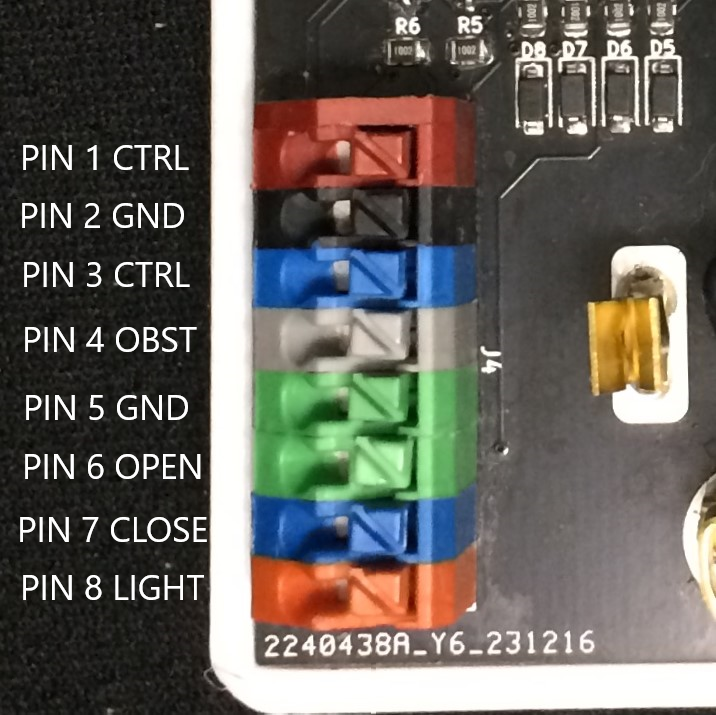 R6 R5
1002 1002
D8 D7 D6 D5
PIN 1 CTRL
PIN 2 GND
PIN 3 CTRL
PIN 4 OBST
J4
PIN 5 GND
PIN 6 OPEN
PIN 7 CLOSE
PIN 8 LIGHT
2240438A_Y6_231216